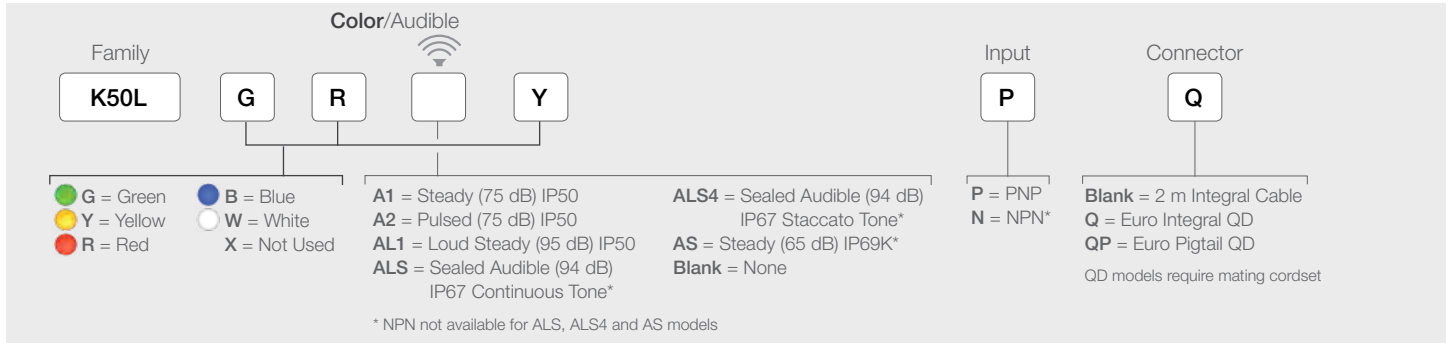 Color/Audible
Family
Input
Connector
K50L
G
R
Y
P
Q
G = Green
Y = Yellow
R = Red
B = Blue
W = White
X = Not Used
A1 = Steady (75 dB) IP50
A2 = Pulsed (75 dB) IP50
AL1 = Loud Steady (95 dB) IP50
ALS = Sealed Audible (94 dB)
IP67 Continuous Tone*
ALS4 = Sealed Audible (94 dB)
IP67 Staccato Tone*
AS = Steady (65 dB) IP69K*
Blank = None
* NPN not available for ALS, ALS4 and AS models
P = PNP
N = NPN*
Blank = 2 m Integral Cable
Q = Euro Integral QD
QP = Euro Pigtail QD
QD models require mating cordset